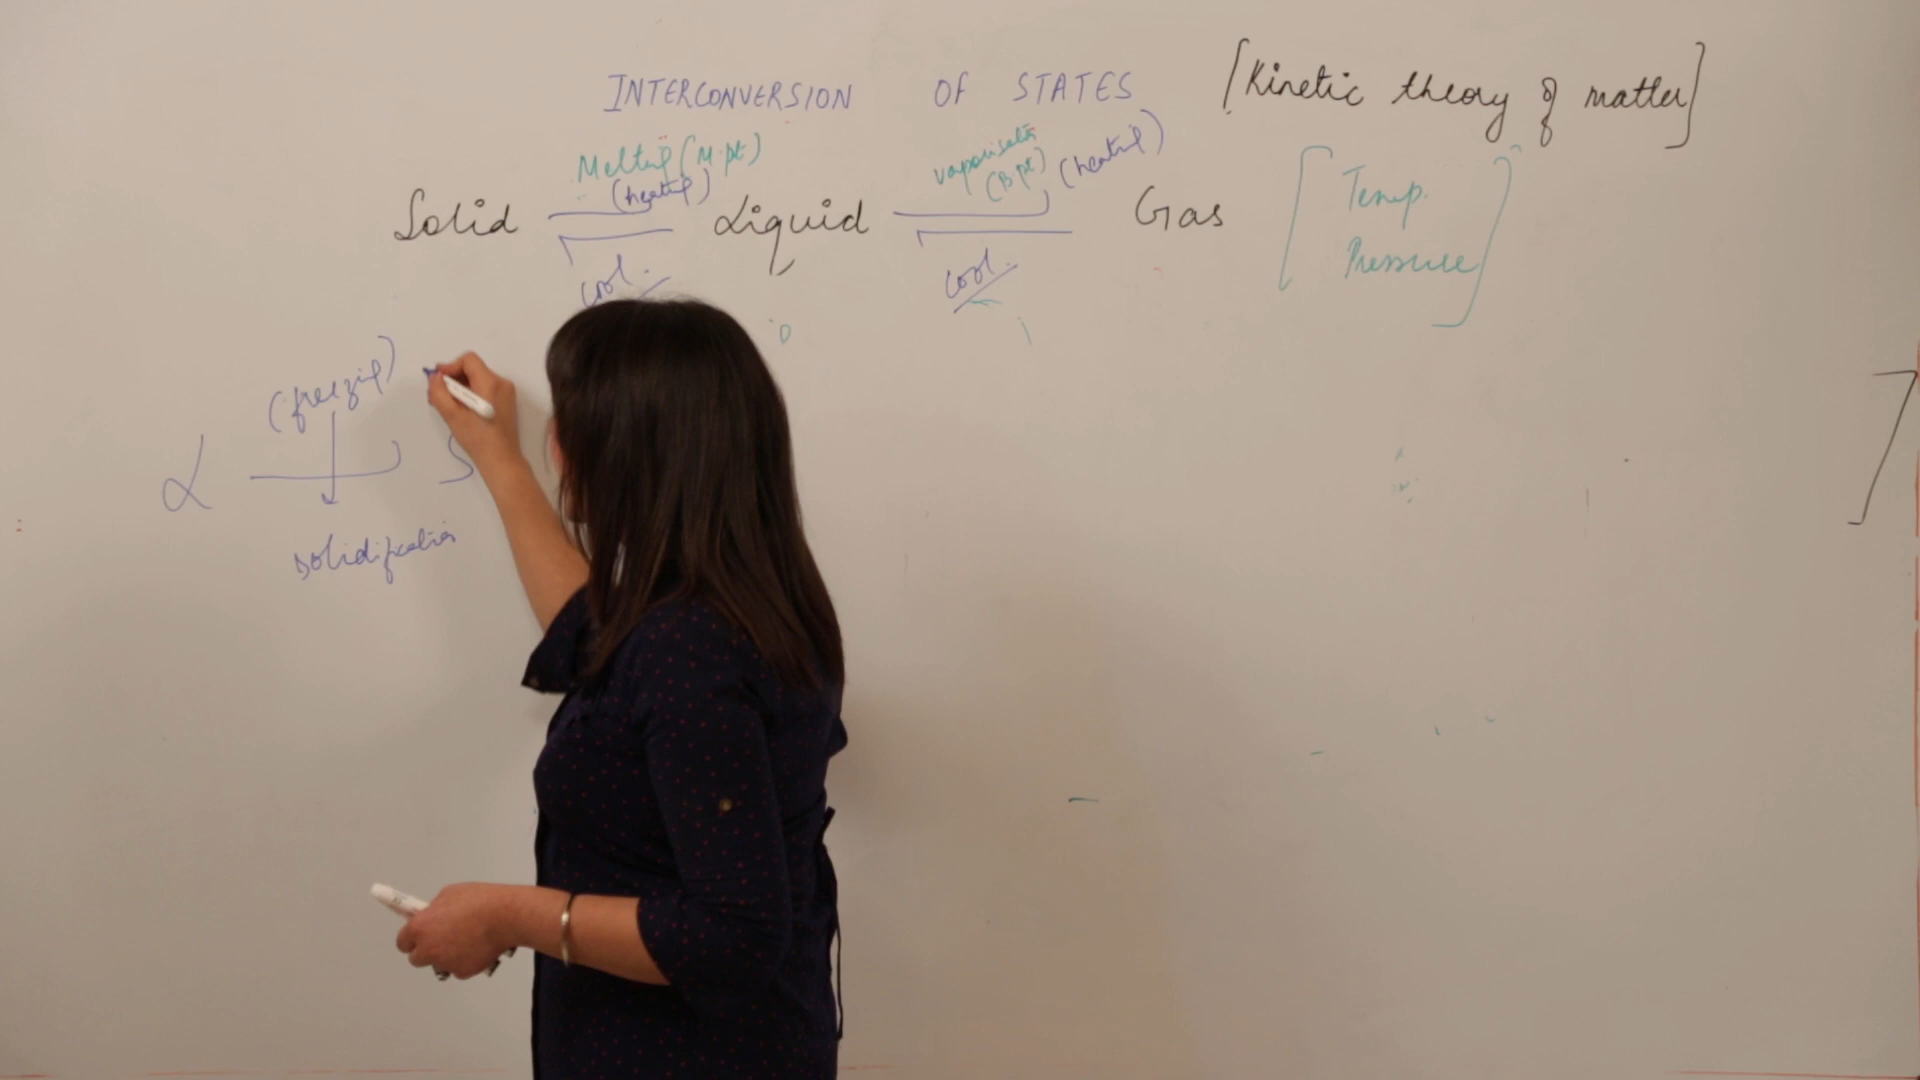 INTERCONVERSION OF STATES [Kinetic theory of matter]
Melting (M.pt) vaporisation
(heating) (B.pt) (heating)
Solid Liquid Gas [Temp.
Pressure]
cool. cool.
(freezing)
L S
solidification